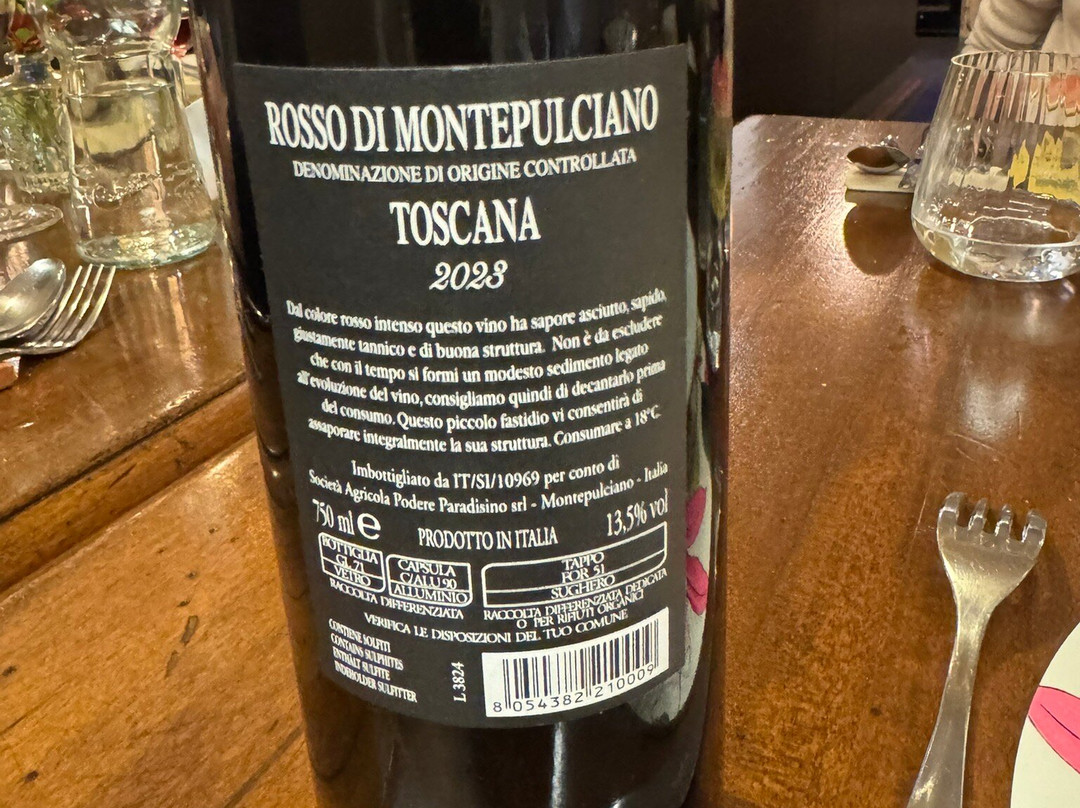 ROSSO DI MONTEPULCIANO
DENOMINAZIONE DI ORIGINE CONTROLLATA
TOSCANA
2023
Dal colore rosso intenso questo vino ha sapore asciutto, sapido,
giustamente tannico e di buona struttura. Non è da escludere
che con il tempo si formi un modesto sedimento legato
all'evoluzione del vino, consigliamo quindi di decantarlo prima
del consumo. Questo piccolo fastidio vi consentirà di
assaporare integralmente la sua struttura. Consumare a 18°C.
Imbottigliato da IT/SI/10969 per conto di
Società Agricola Podere Paradisino srl - Montepulciano - Italia
750 ml e PRODOTTO IN ITALIA 13,5% vol
BOTTIGLIA
GL 71
VETRO
CAPSULA
C/ALU 90
ALLUMINIO
RACCOLTA DIFFERENZIATA
TAPPO
FOR 51
SUGHERO
RACCOLTA DIFFERENZIATA DEDICATA
O PER RIFIUTI ORGANICI
VERIFICA LE DISPOSIZIONI DEL TUO COMUNE
CONTIENE SOLFITI
CONTAINS SULPHITES
ENTHÄLT SULFITE
INDEHOLDER SULFITTER
L 3824
8 054382 210009